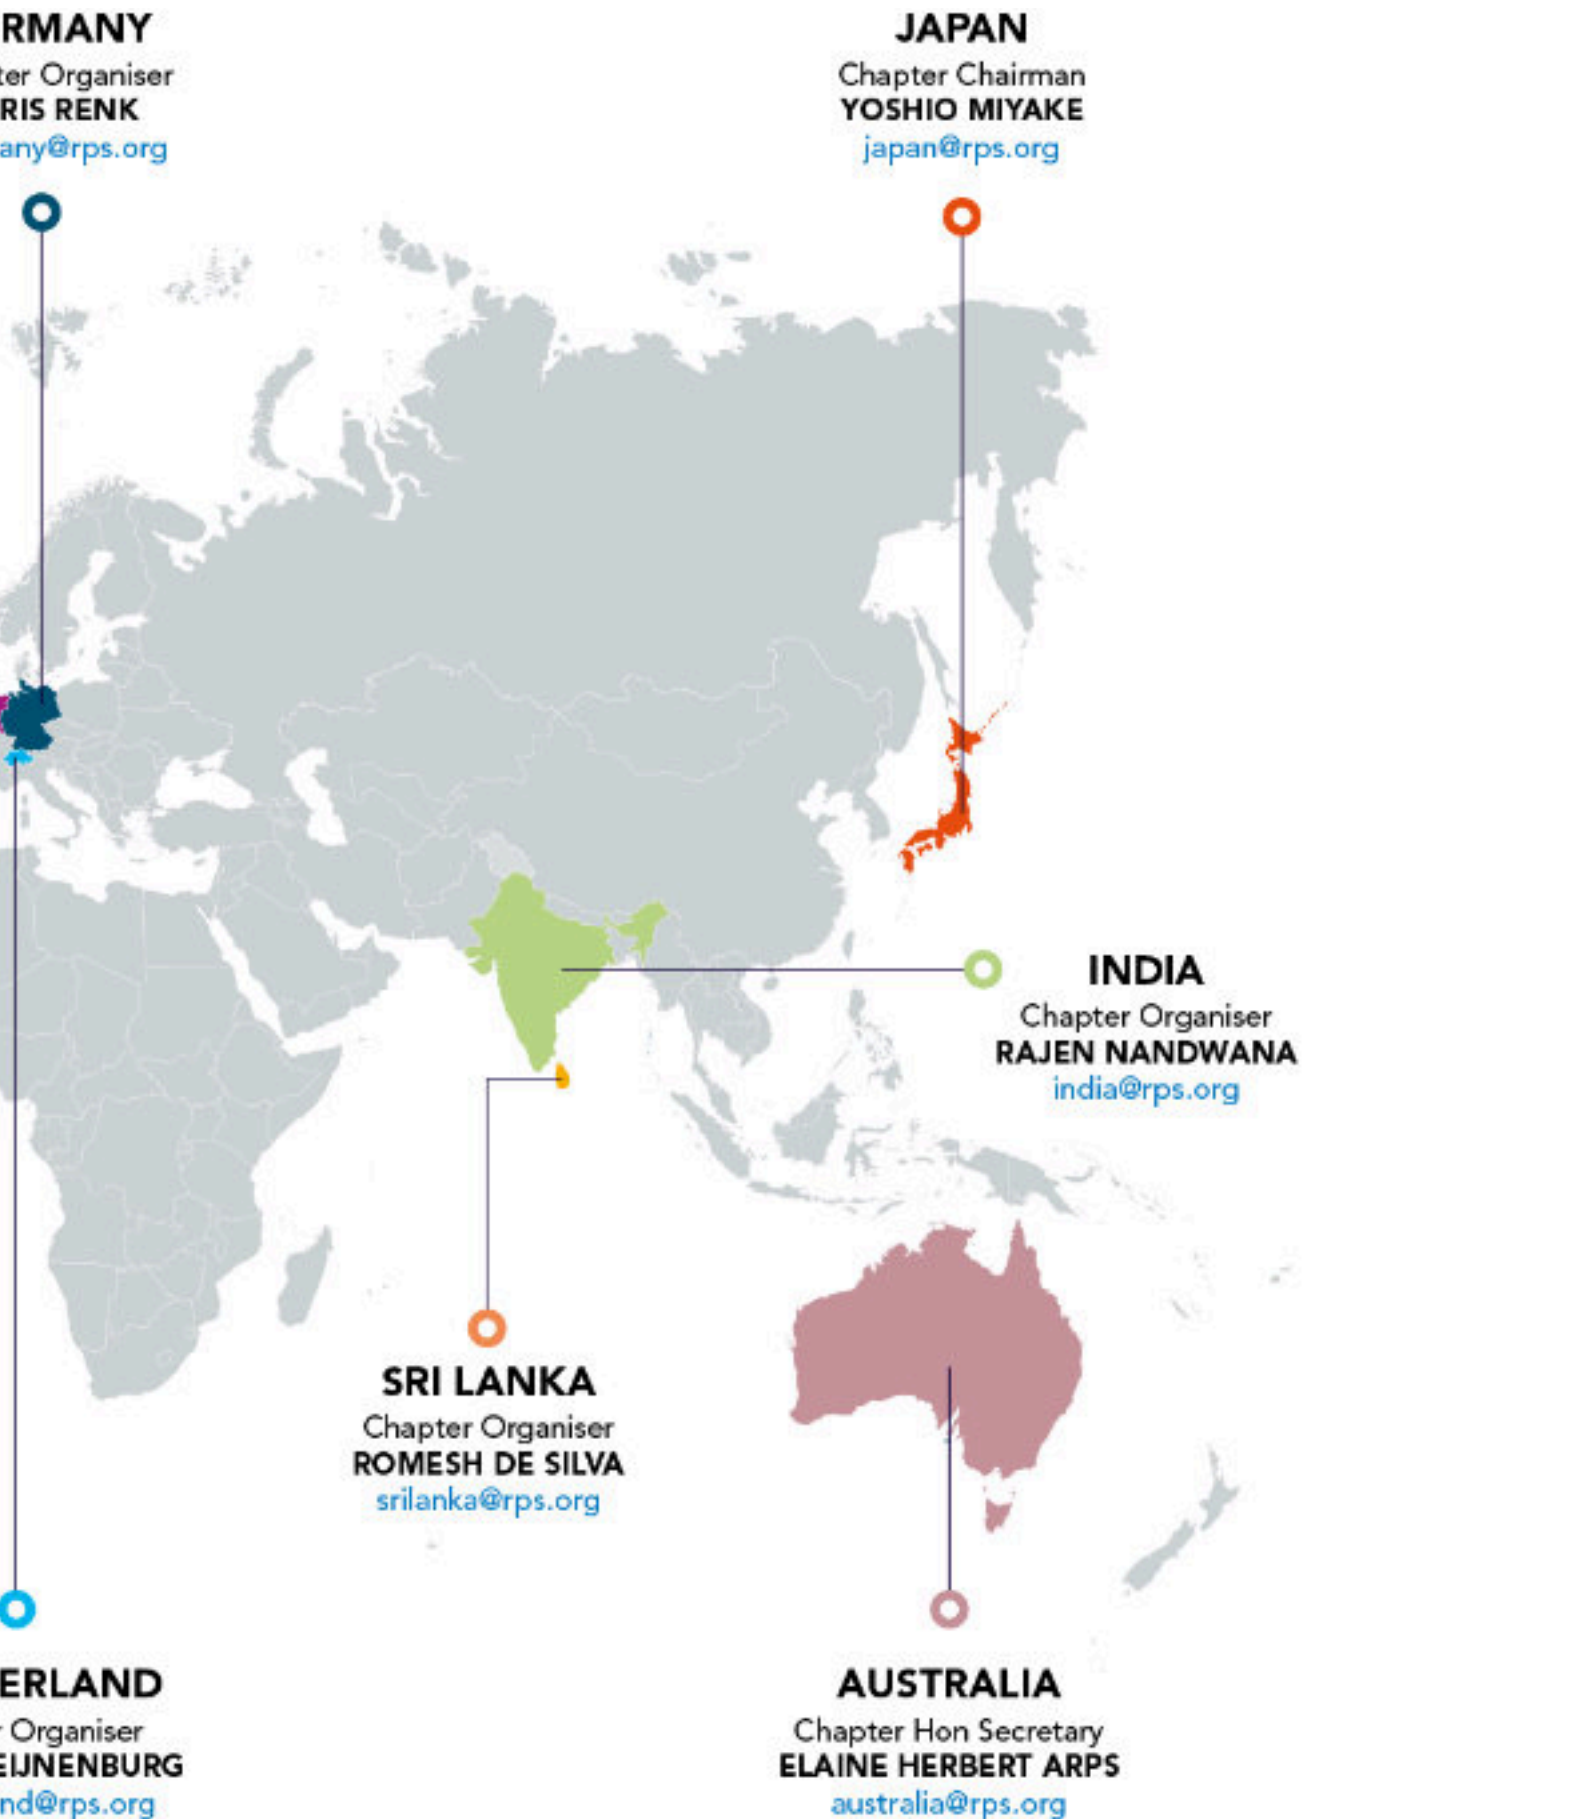 RMANY
ter Organiser
RIS RENK
any@rps.org
JAPAN
Chapter Chairman
YOSHIO MIYAKE
japan@rps.org
INDIA
Chapter Organiser
RAJEN NANDWANA
india@rps.org
SRI LANKA
Chapter Organiser
ROMESH DE SILVA
srilanka@rps.org
ERLAND
r Organiser
EIJNENBURG
nd@rps.org
AUSTRALIA
Chapter Hon Secretary
ELAINE HERBERT ARPS
australia@rps.org